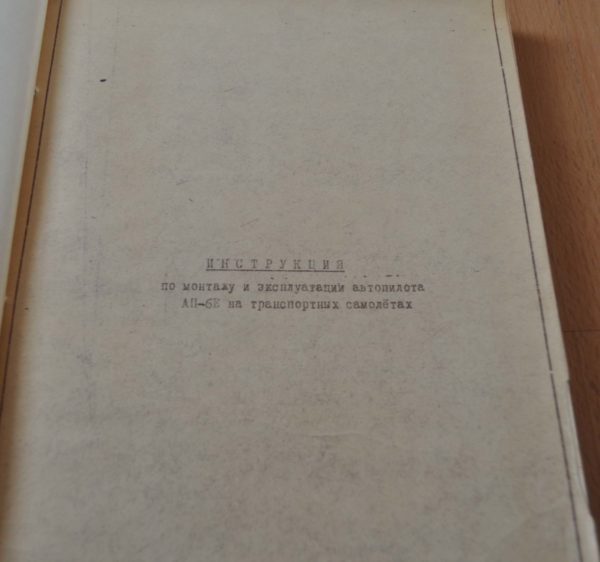 ИНСТРУКЦИЯ
по монтажу и эксплуатации автопилота
АП-6Е на транспортных самолётах